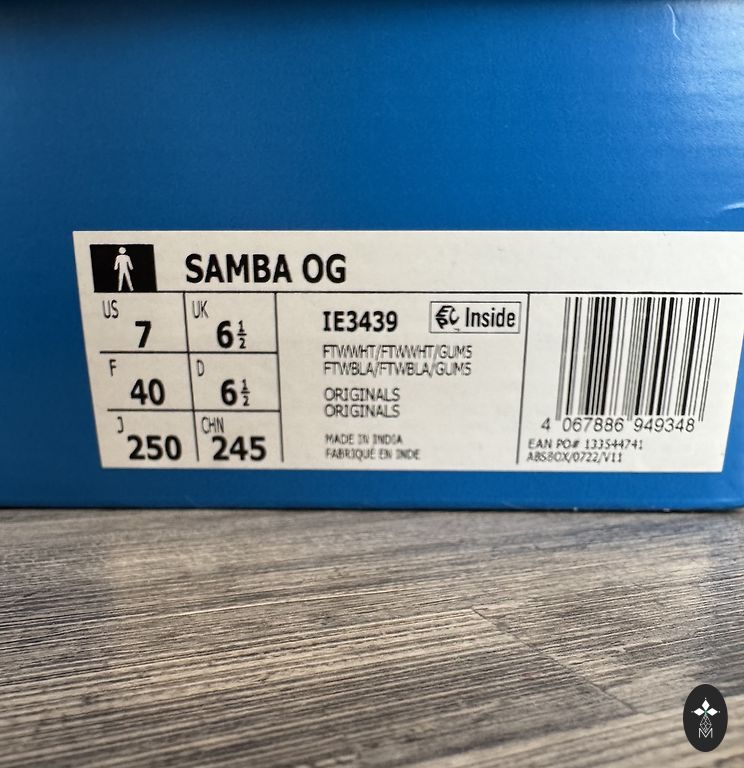 SAMBA OG
US 7 UK 6½
F 40 D 6½
J 250 CHN 245
IE3439 Inside
FTWWHT/FTWWHT/GUM5
FTWBLA/FTWBLA/GUM5
ORIGINALS
ORIGINALS
MADE IN INDIA
FABRIQUÉ EN INDE
4 067886 949348
EAN PO# 133544741
ABSBOX/0722/V11
M